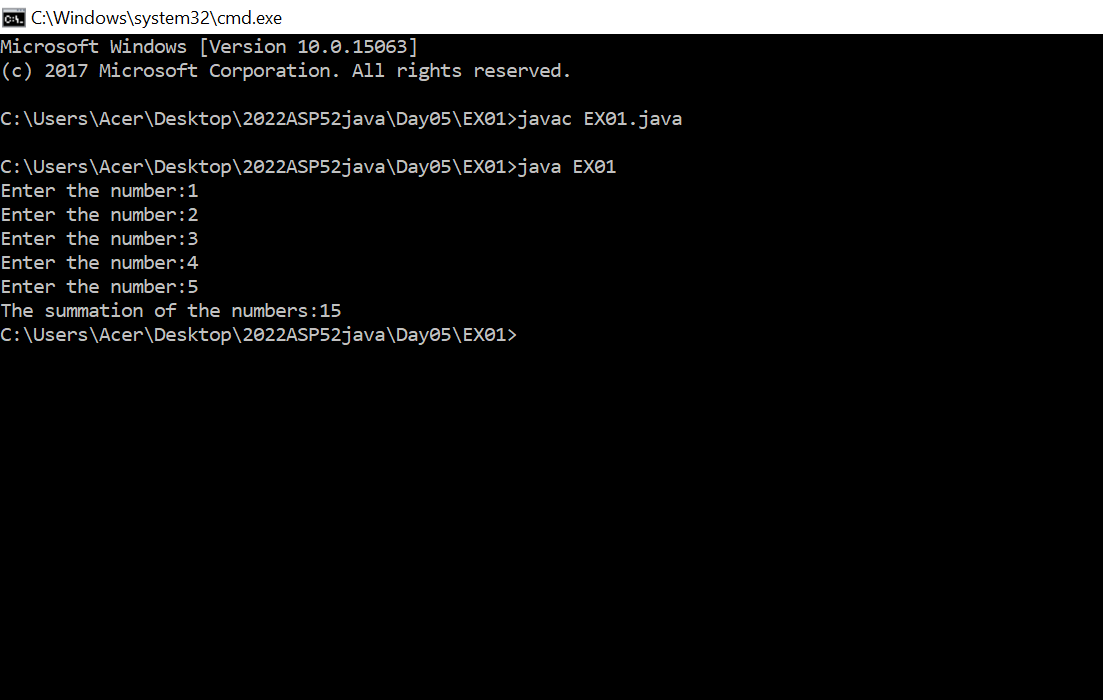 C:\Windows\system32\cmd.exe
Microsoft Windows [Version 10.0.15063]
(c) 2017 Microsoft Corporation. All rights reserved.
C:\Users\Acer\Desktop\2022ASP52java\Day05\EX01>javac EX01.java
C:\Users\Acer\Desktop\2022ASP52java\Day05\EX01>java EX01
Enter the number:1
Enter the number:2
Enter the number:3
Enter the number:4
Enter the number:5
The summation of the numbers:15
C:\Users\Acer\Desktop\2022ASP52java\Day05\EX01>